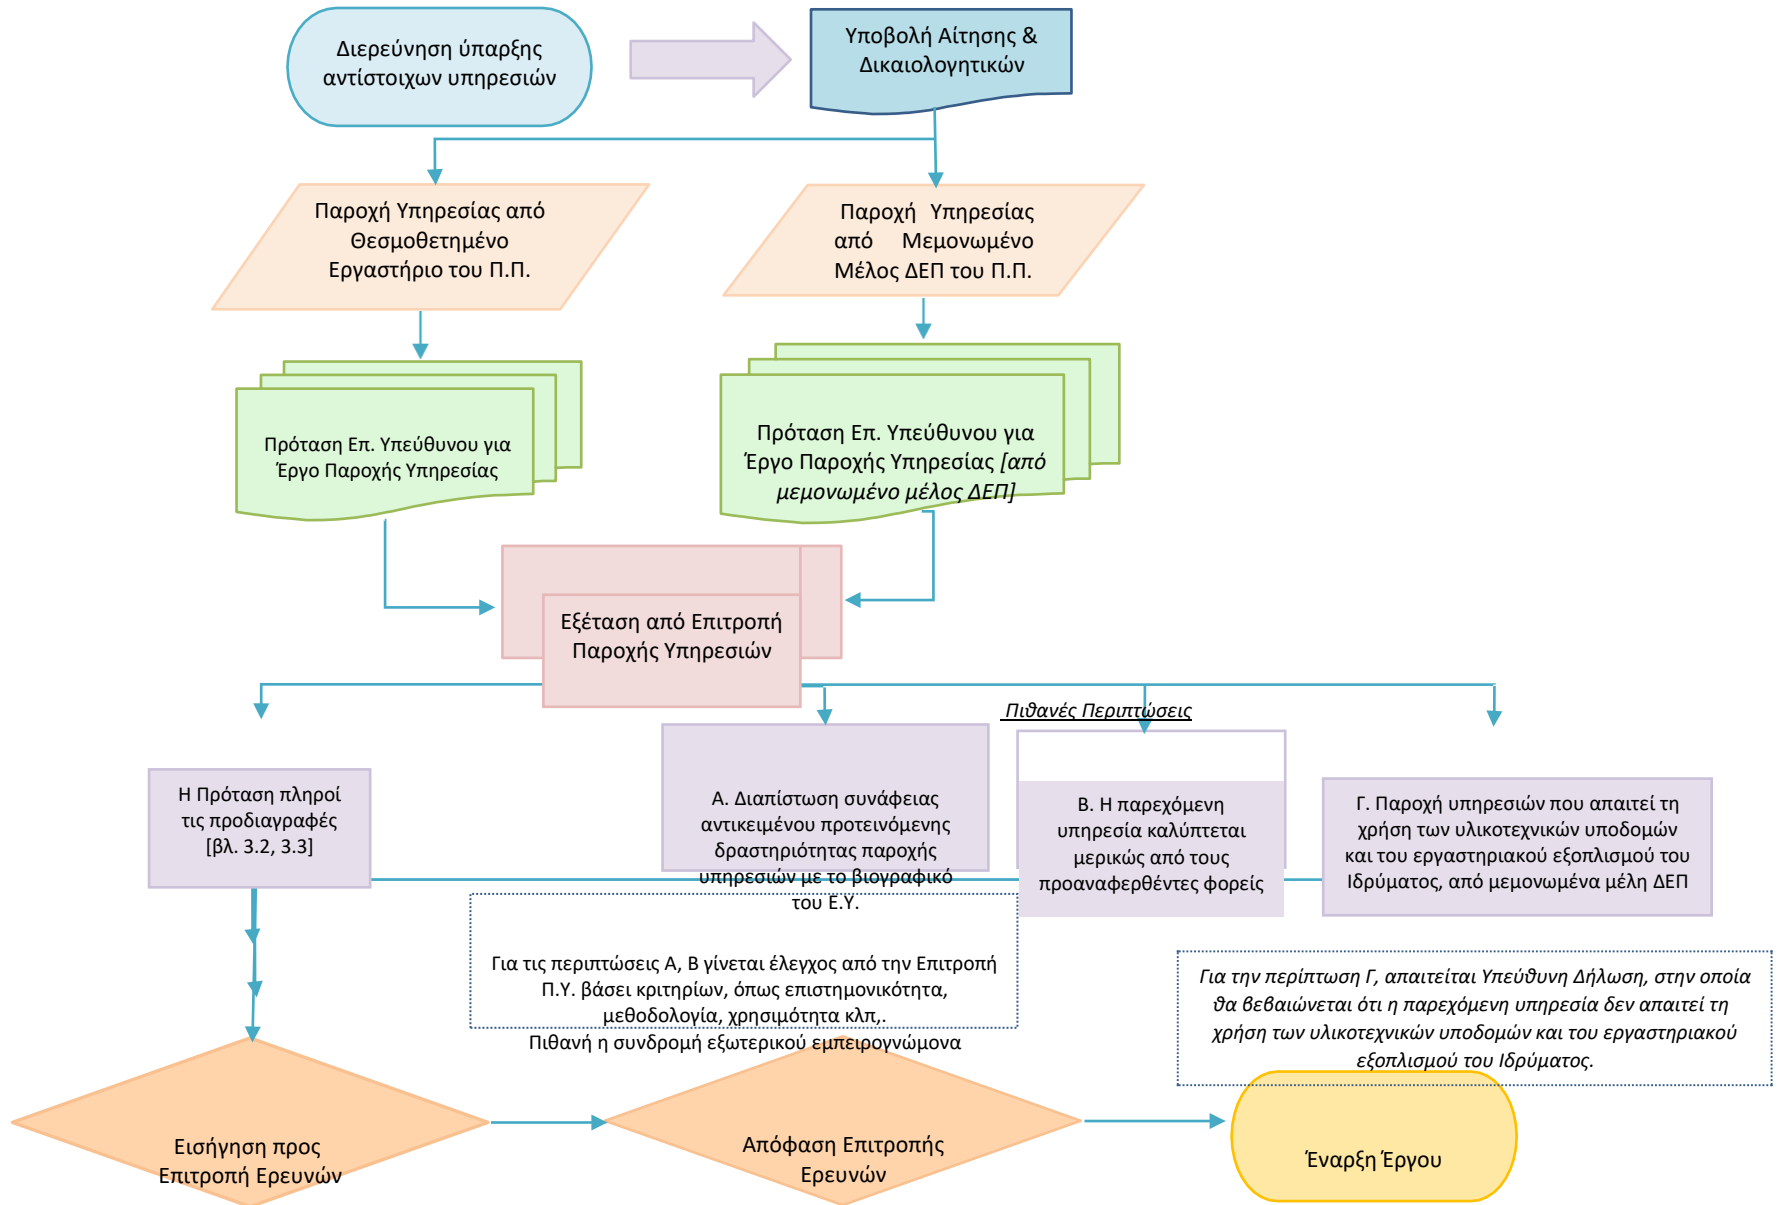 Διερεύνηση ύπαρξης
αντίστοιχων υπηρεσιών
Υποβολή Αίτησης &
Δικαιολογητικών
Παροχή Υπηρεσίας από
Θεσμοθετημένο
Εργαστήριο του Π.Π.
Παροχή Υπηρεσίας
από Μεμονωμένο
Μέλος ΔΕΠ του Π.Π.
Πρόταση Επ. Υπεύθυνου για
Έργο Παροχής Υπηρεσίας
Πρόταση Επ. Υπεύθυνου για
Έργο Παροχής Υπηρεσίας [από
μεμονωμένο μέλος ΔΕΠ]
Εξέταση από Επιτροπή
Παροχής Υπηρεσιών
Πιθανές Περιπτώσεις
Η Πρόταση πληροί
τις προδιαγραφές
[βλ. 3.2, 3.3]
Α. Διαπίστωση συνάφειας
αντικειμένου προτεινόμενης
δραστηριότητας παροχής
υπηρεσιών με το βιογραφικό
του Ε.Υ.
Β. Η παρεχόμενη
υπηρεσία καλύπτεται
μερικώς από τους
προαναφερθέντες φορείς
Γ. Παροχή υπηρεσιών που απαιτεί τη
χρήση των υλικοτεχνικών υποδομών
και του εργαστηριακού εξοπλισμού του
Ιδρύματος, από μεμονωμένα μέλη ΔΕΠ
Για τις περιπτώσεις Α, Β γίνεται έλεγχος από την Επιτροπή
Π.Υ. βάσει κριτηρίων, όπως επιστημονικότητα,
μεθοδολογία, χρησιμότητα κλπ,.
Πιθανή η συνδρομή εξωτερικού εμπειρογνώμονα
Για την περίπτωση Γ, απαιτείται Υπεύθυνη Δήλωση, στην οποία
θα βεβαιώνεται ότι η παρεχόμενη υπηρεσία δεν απαιτεί τη
χρήση των υλικοτεχνικών υποδομών και του εργαστηριακού
εξοπλισμού του Ιδρύματος.
Εισήγηση προς
Επιτροπή Ερευνών
Απόφαση Επιτροπής
Ερευνών
Έναρξη Έργου